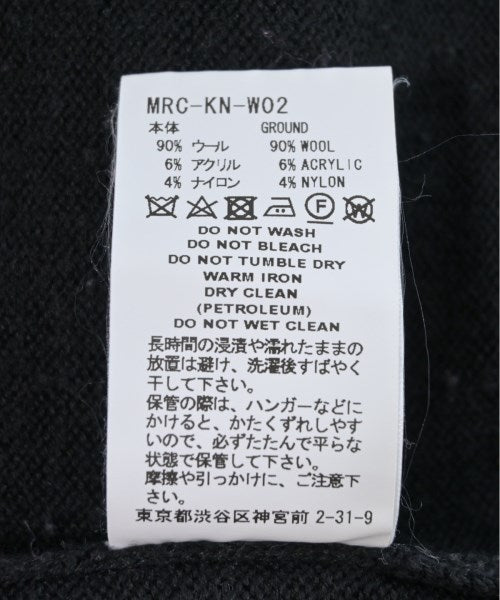 MRC-KN-W02
本体 GROUND
90% ウール 90% WOOL
6% アクリル 6% ACRYLIC
4% ナイロン 4% NYLON
F W
DO NOT WASH
DO NOT BLEACH
DO NOT TUMBLE DRY
WARM IRON
DRY CLEAN
(PETROLEUM)
DO NOT WET CLEAN
長時間の浸漬や濡れたままの
放置は避け、洗濯後すばやく
干して下さい。
保管の際は、ハンガーなどに
かけると、かたくずれしやす
いので、必ずたたんで平らな
状態で保管して下さい。
摩擦や引っかけに、ご注意下
さい。
東京都渋谷区神宮前 2-31-9